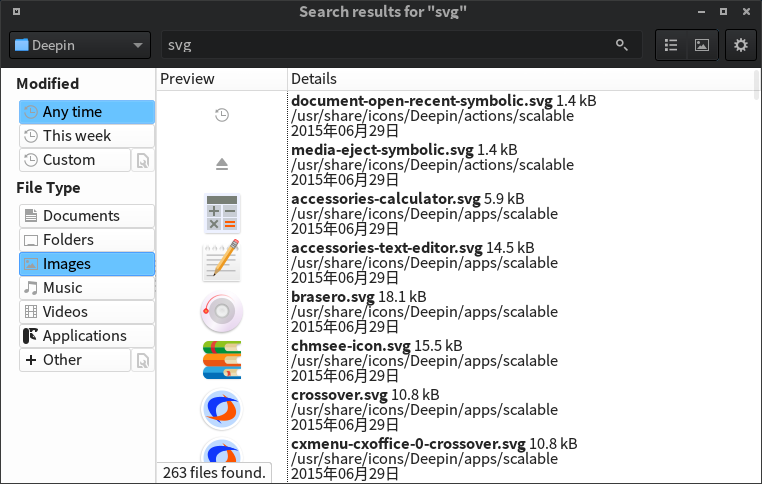 Search results for "svg"
Deepin
svg
Modified
Any time
This week
Custom
File Type
Documents
Folders
Images
Music
Videos
Applications
Other
Preview
Details
document-open-recent-symbolic.svg 1.4 kB
/usr/share/icons/Deepin/actions/scalable
2015年06月29日
media-eject-symbolic.svg 1.4 kB
/usr/share/icons/Deepin/actions/scalable
2015年06月29日
accessories-calculator.svg 5.9 kB
/usr/share/icons/Deepin/apps/scalable
2015年06月29日
accessories-text-editor.svg 14.5 kB
/usr/share/icons/Deepin/apps/scalable
2015年06月29日
brasero.svg 18.1 kB
/usr/share/icons/Deepin/apps/scalable
2015年06月29日
chmsee-icon.svg 15.5 kB
/usr/share/icons/Deepin/apps/scalable
2015年06月29日
crossover.svg 10.8 kB
/usr/share/icons/Deepin/apps/scalable
2015年06月29日
cxmenu-cxoffice-0-crossover.svg 10.8 kB
/usr/share/icons/Deepin/apps/scalable
2015年06月29日
263 files found.